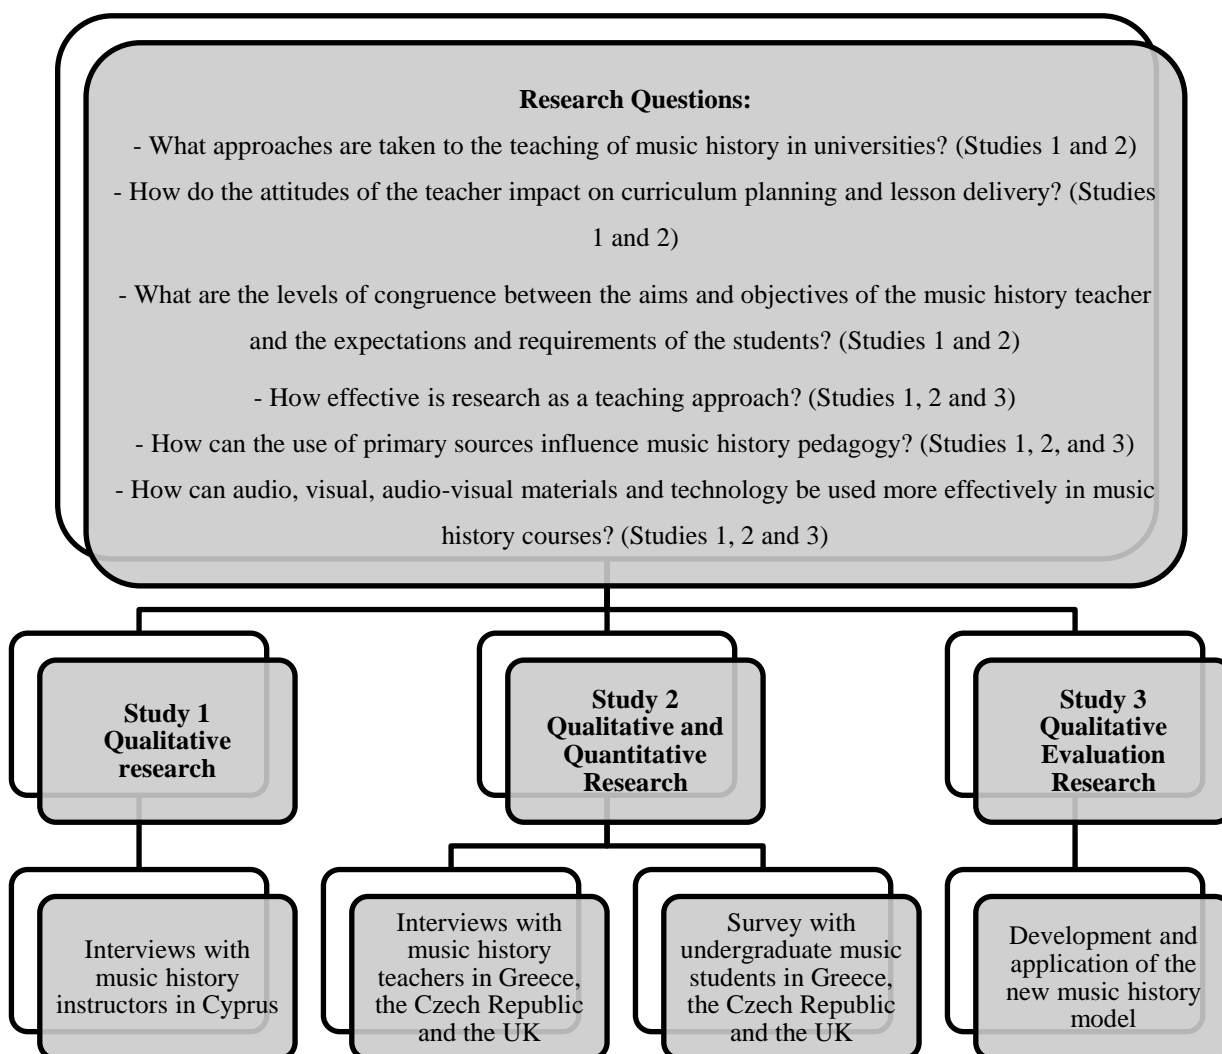 Research Questions:
- What approaches are taken to the teaching of music history in universities? (Studies 1 and 2)
- How do the attitudes of the teacher impact on curriculum planning and lesson delivery? (Studies
1 and 2)
- What are the levels of congruence between the aims and objectives of the music history teacher
and the expectations and requirements of the students? (Studies 1 and 2)
- How effective is research as a teaching approach? (Studies 1, 2 and 3)
- How can the use of primary sources influence music history pedagogy? (Studies 1, 2, and 3)
- How can audio, visual, audio-visual materials and technology be used more effectively in music
history courses? (Studies 1, 2 and 3)
Study 1
Qualitative
research
Study 2
Qualitative and
Quantitative
Research
Study 3
Qualitative
Evaluation
Research
Interviews with
music history
instructors in Cyprus
Interviews with
music history
teachers in Greece,
the Czech Republic
and the UK
Survey with
undergraduate music
students in Greece,
the Czech Republic
and the UK
Development and
application of the
new music history
model